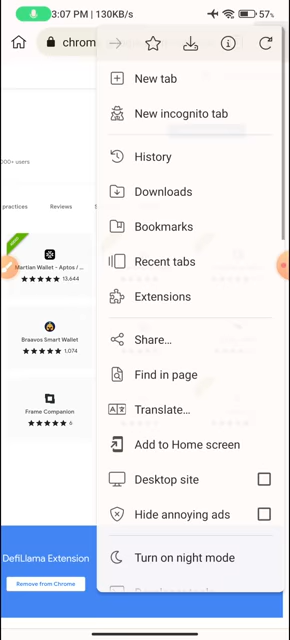 3:07 PM | 130KB/s
57%
chrom
New tab
New incognito tab
000+ users
History
Downloads
practices
Reviews
Bookmarks
Recent tabs
Martian Wallet - Aptos / ...
13,644
Extensions
Share...
Braavos Smart Wallet
1,074
Find in page
Translate...
Frame Companion
6
Add to Home screen
Desktop site
Hide annoying ads
DefiLlama Extension
Turn on night mode
Remove from Chrome